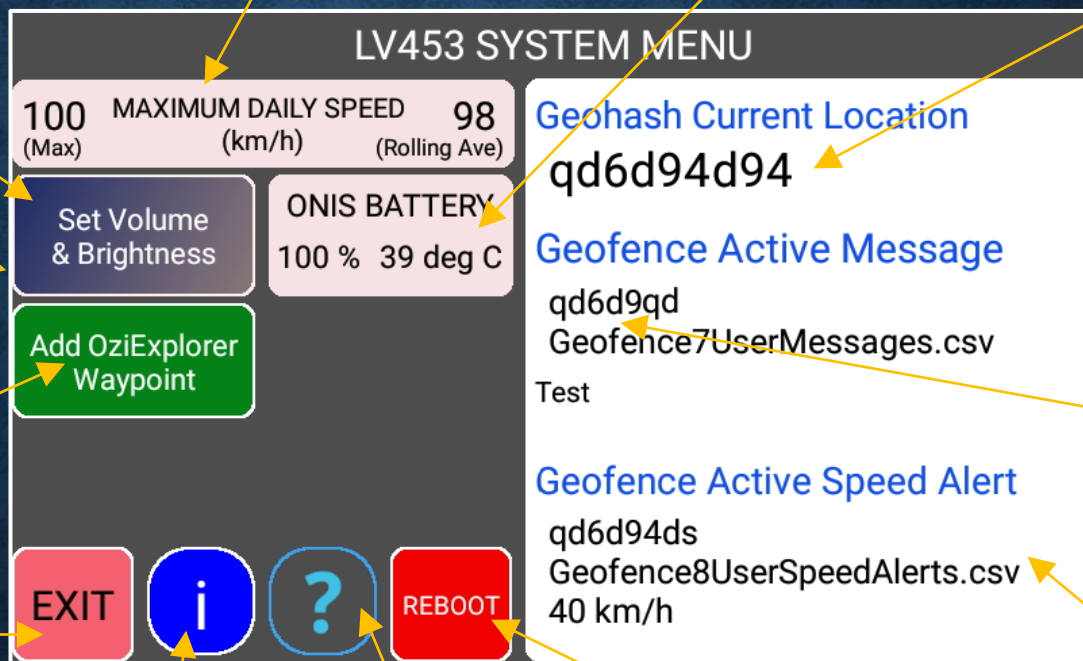 LV453 SYSTEM MENU
100 MAXIMUM DAILY SPEED 98
(Max) (km/h) (Rolling Ave)
Set Volume
& Brightness
ONIS BATTERY
100 % 39 deg C
Add OziExplorer
Waypoint
EXIT
i
?
REBOOT
Geohash Current Location
qd6d94d94
Geofence Active Message
qd6d9qd
Geofence7UserMessages.csv
Test
Geofence Active Speed Alert
qd6d94ds
Geofence8UserSpeedAlerts.csv
40 km/h